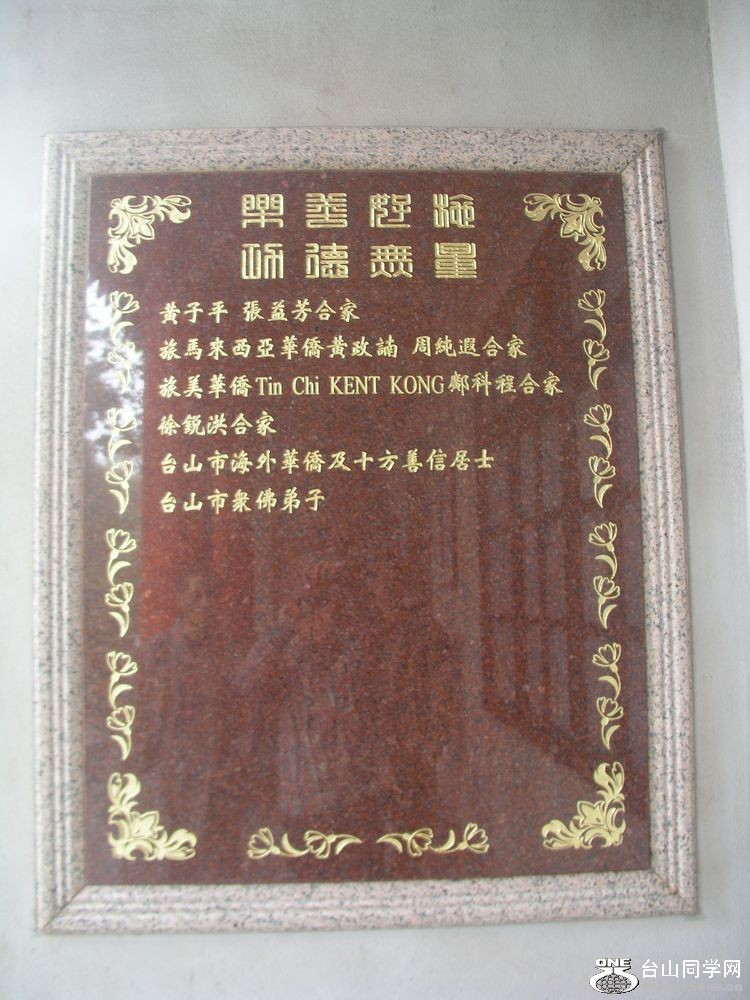 樂善好施
功德無量
黃子平 張益芳合家
旅馬來西亞華僑黃政諵 周純遐合家
旅美華僑Tin Chi KENT KONG鄺科程合家
徐銳洪合家
台山市海外華僑及十方善信居士
台山市衆佛弟子
ONE 台山同学网